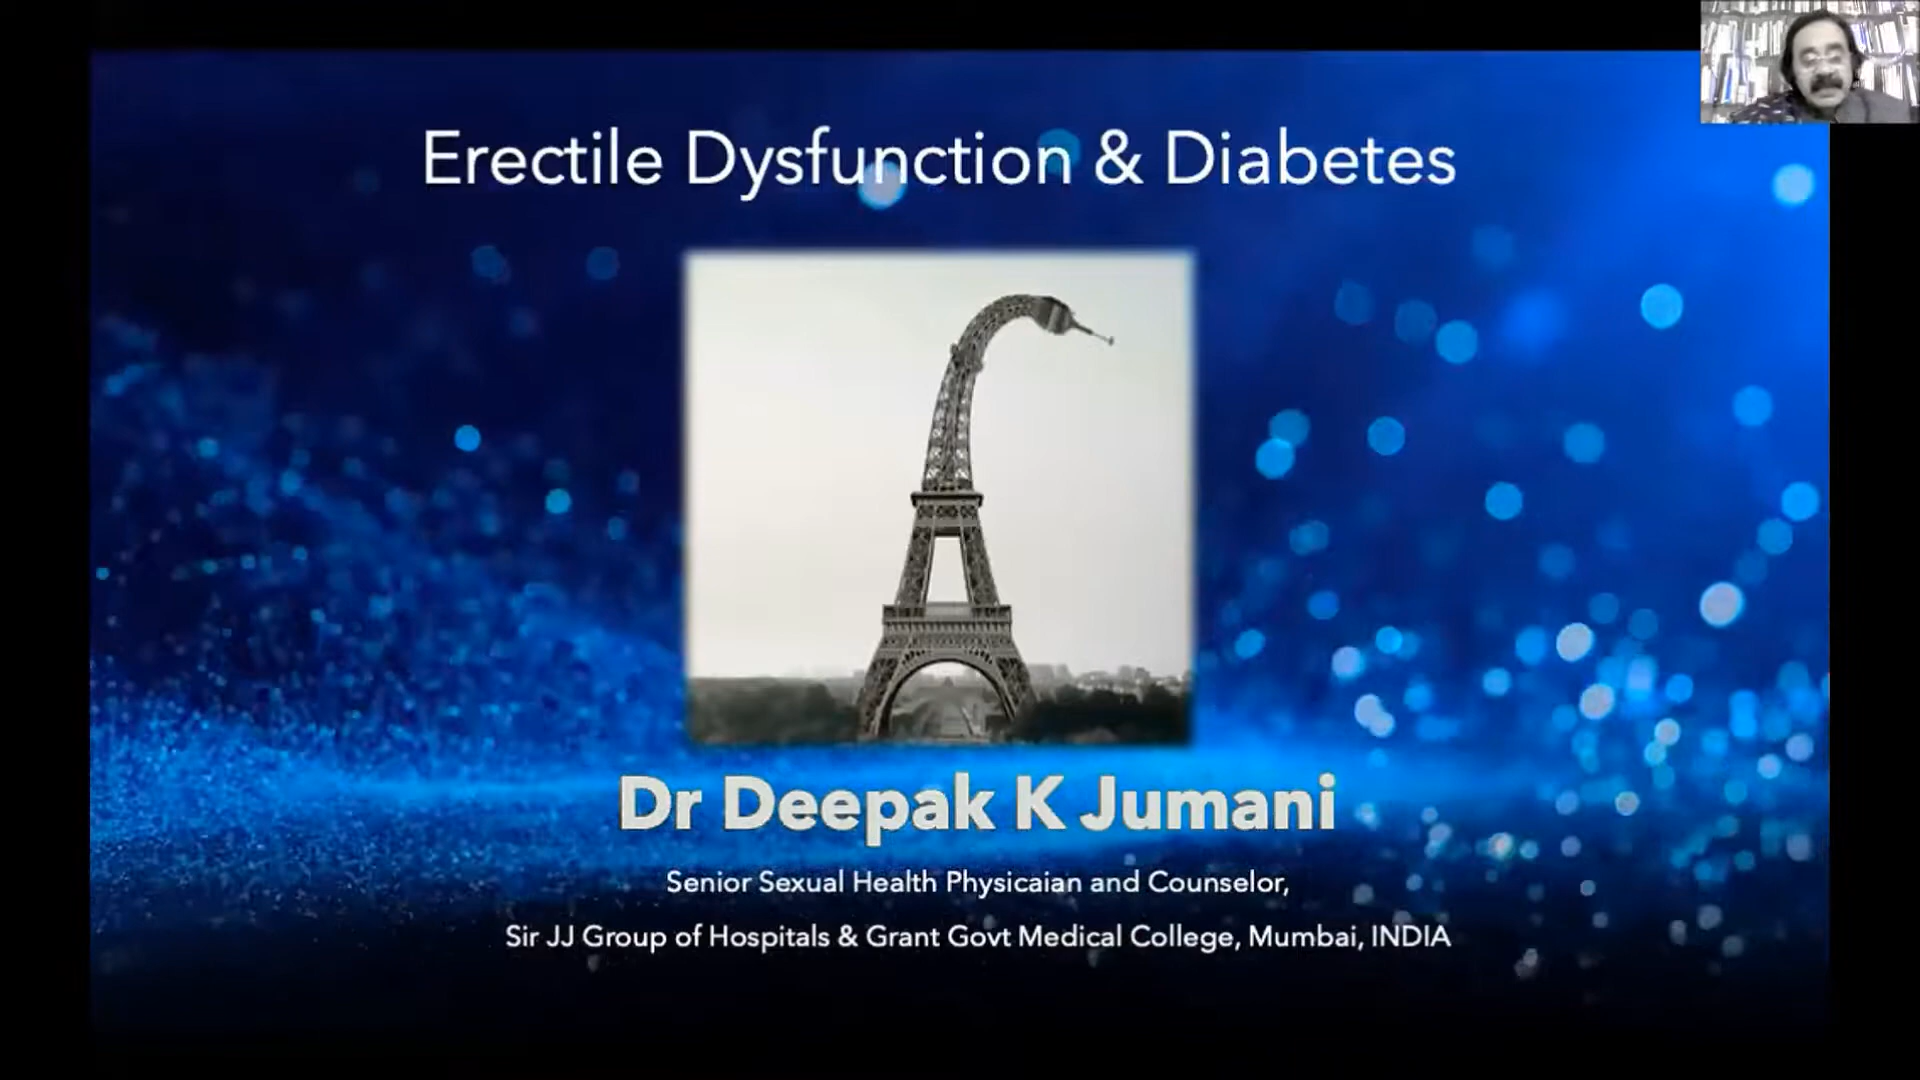 Erectile Dysfunction & Diabetes
Dr Deepak K Jumani
Senior Sexual Health Physicaian and Counselor,
Sir JJ Group of Hospitals & Grant Govt Medical College, Mumbai, INDIA